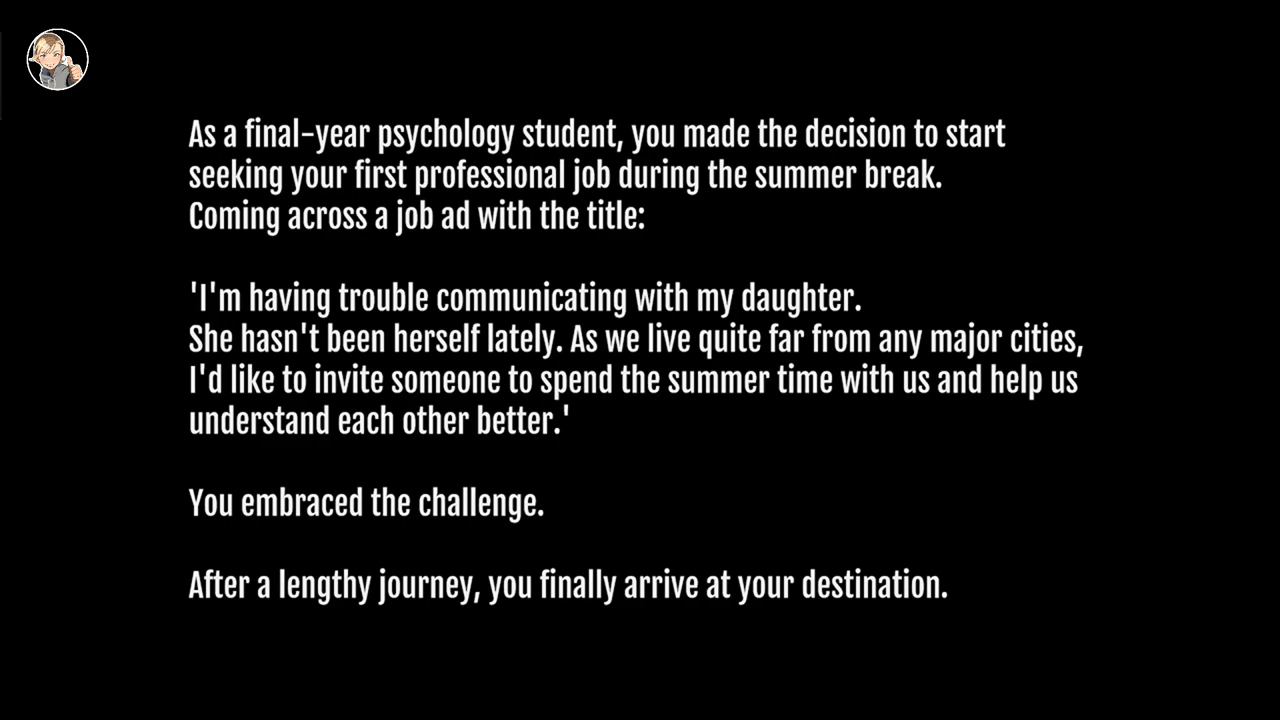 As a final-year psychology student, you made the decision to start
seeking your first professional job during the summer break.
Coming across a job ad with the title:
'I'm having trouble communicating with my daughter.
She hasn't been herself lately. As we live quite far from any major cities,
I'd like to invite someone to spend the summer time with us and help us
understand each other better.'
You embraced the challenge.
After a lengthy journey, you finally arrive at your destination.